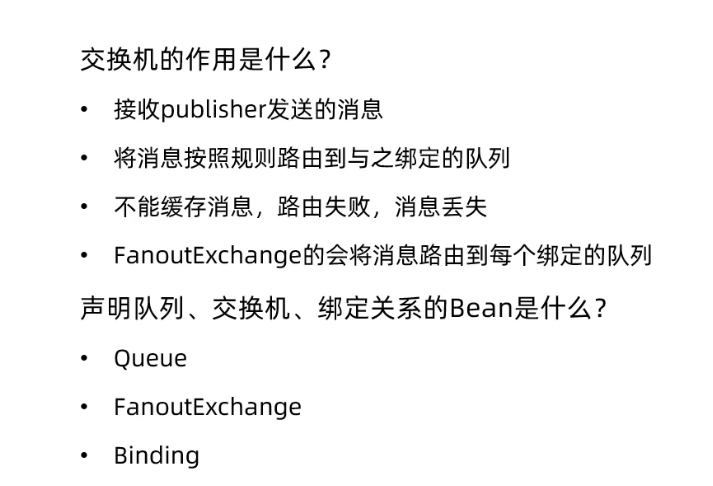 交换机的作用是什么？
• 接收publisher发送的消息
• 将消息按照规则路由到与之绑定的队列
• 不能缓存消息，路由失败，消息丢失
• FanoutExchange的会将消息路由到每个绑定的队列
声明队列、交换机、绑定关系的Bean是什么？
• Queue
• FanoutExchange
• Binding